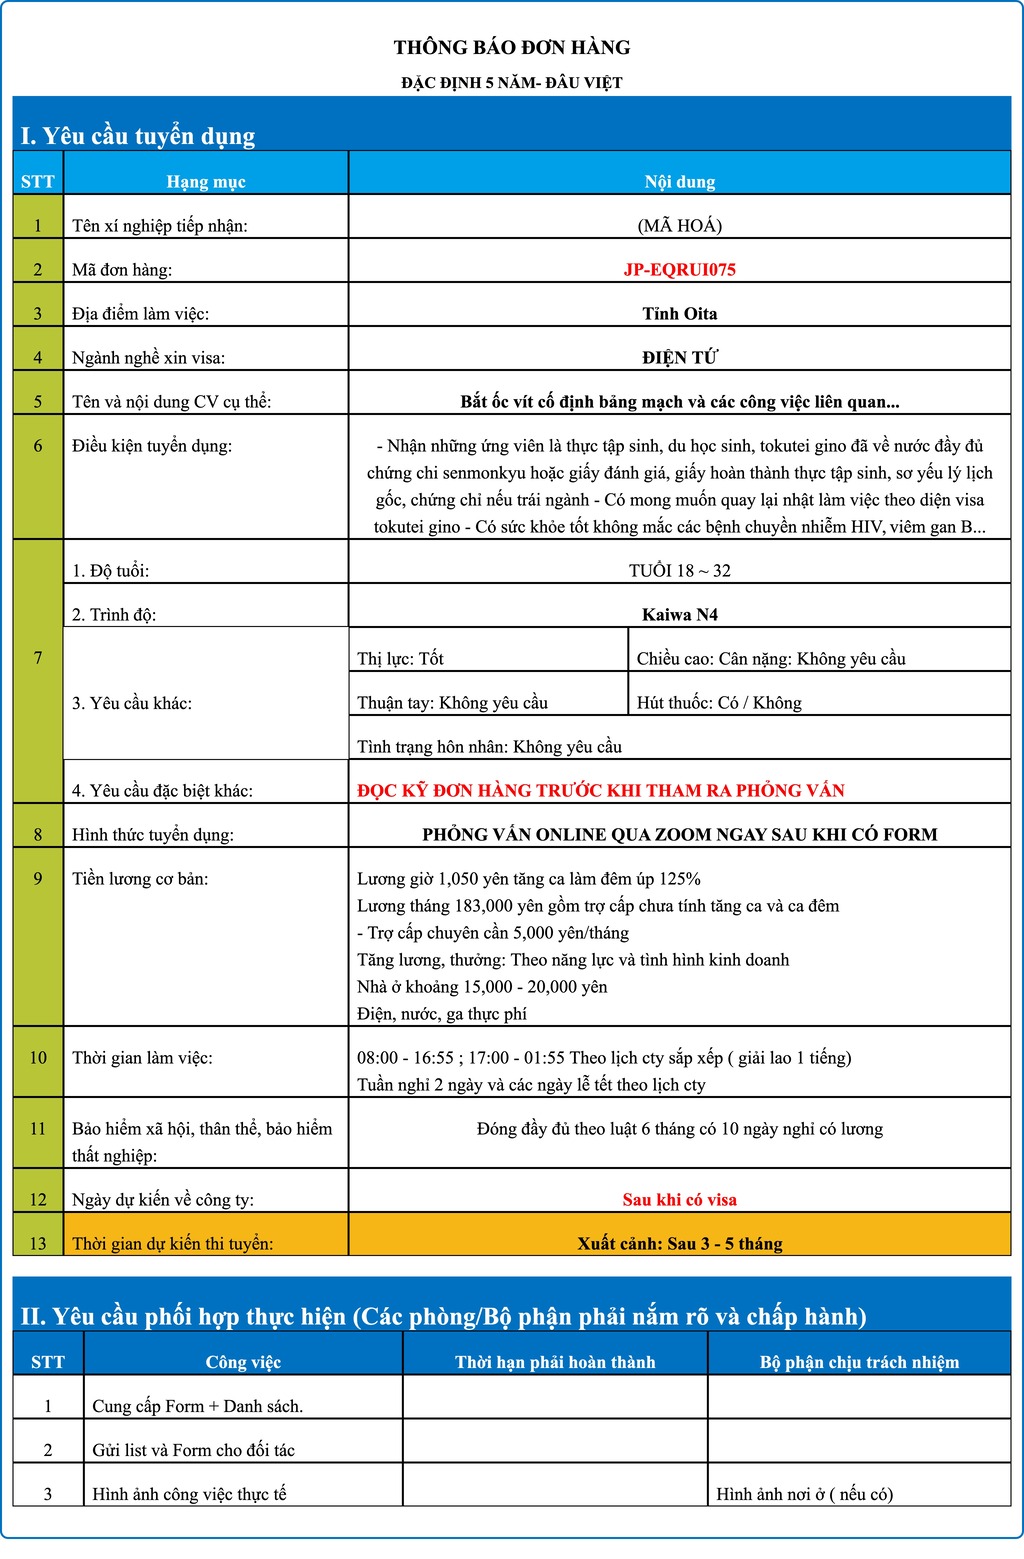 THÔNG BÁO ĐƠN HÀNG
ĐẶC ĐỊNH 5 NĂM- ĐẦU VIỆT
I. Yêu cầu tuyển dụng
STT Hạng mục Nội dung
1 Tên xí nghiệp tiếp nhận: (MÃ HOÁ)
2 Mã đơn hàng: JP-EQRUI075
3 Địa điểm làm việc: Tỉnh Oita
4 Ngành nghề xin visa: ĐIỆN TỨ
5 Tên và nội dung CV cụ thể: Bắt ốc vít cố định bảng mạch và các công việc liên quan...
6 Điều kiện tuyển dụng: - Nhận những ứng viên là thực tập sinh, du học sinh, tokutei gino đã về nước đầy đủ
chứng chi senmonkyu hoặc giấy đánh giá, giấy hoàn thành thực tập sinh, sơ yếu lý lịch
gốc, chứng chỉ nếu trái ngành - Có mong muốn quay lại nhật làm việc theo diện visa
tokutei gino - Có sức khỏe tốt không mắc các bệnh chuyền nhiễm HIV, viêm gan B...
7
1. Độ tuổi: TUỔI 18 ~ 32
2. Trình độ: Kaiwa N4
3. Yêu cầu khác:
Thị lực: Tốt Chiều cao: Cân nặng: Không yêu cầu
Thuận tay: Không yêu cầu Hút thuốc: Có / Không
Tình trạng hôn nhân: Không yêu cầu
4. Yêu cầu đặc biệt khác: ĐỌC KỸ ĐƠN HÀNG TRƯỚC KHI THAM RA PHỎNG VẤN
8 Hình thức tuyển dụng: PHỎNG VẤN ONLINE QUA ZOOM NGAY SAU KHI CÓ FORM
9 Tiền lương cơ bản: Lương giờ 1,050 yên tăng ca làm đêm úp 125%
Lương tháng 183,000 yên gồm trợ cấp chưa tính tăng ca và ca đêm
- Trợ cấp chuyên cần 5,000 yên/tháng
Tăng lương, thưởng: Theo năng lực và tình hình kinh doanh
Nhà ở khoảng 15,000 - 20,000 yên
Điện, nước, ga thực phí
10 Thời gian làm việc: 08:00 - 16:55 ; 17:00 - 01:55 Theo lịch cty sắp xếp ( giải lao 1 tiếng)
Tuần nghỉ 2 ngày và các ngày lễ tết theo lịch cty
11 Bảo hiểm xã hội, thân thể, bảo hiểm
thất nghiệp: Đóng đầy đủ theo luật 6 tháng có 10 ngày nghỉ có lương
12 Ngày dự kiến về công ty: Sau khi có visa
13 Thời gian dự kiến thi tuyển: Xuất cảnh: Sau 3 - 5 tháng
II. Yêu cầu phối hợp thực hiện (Các phòng/Bộ phận phải nắm rõ và chấp hành)
STT Công việc Thời hạn phải hoàn thành Bộ phận chịu trách nhiệm
1 Cung cấp Form + Danh sách.
2 Gửi list và Form cho đối tác
3 Hình ảnh công việc thực tế Hình ảnh nơi ở ( nếu có)